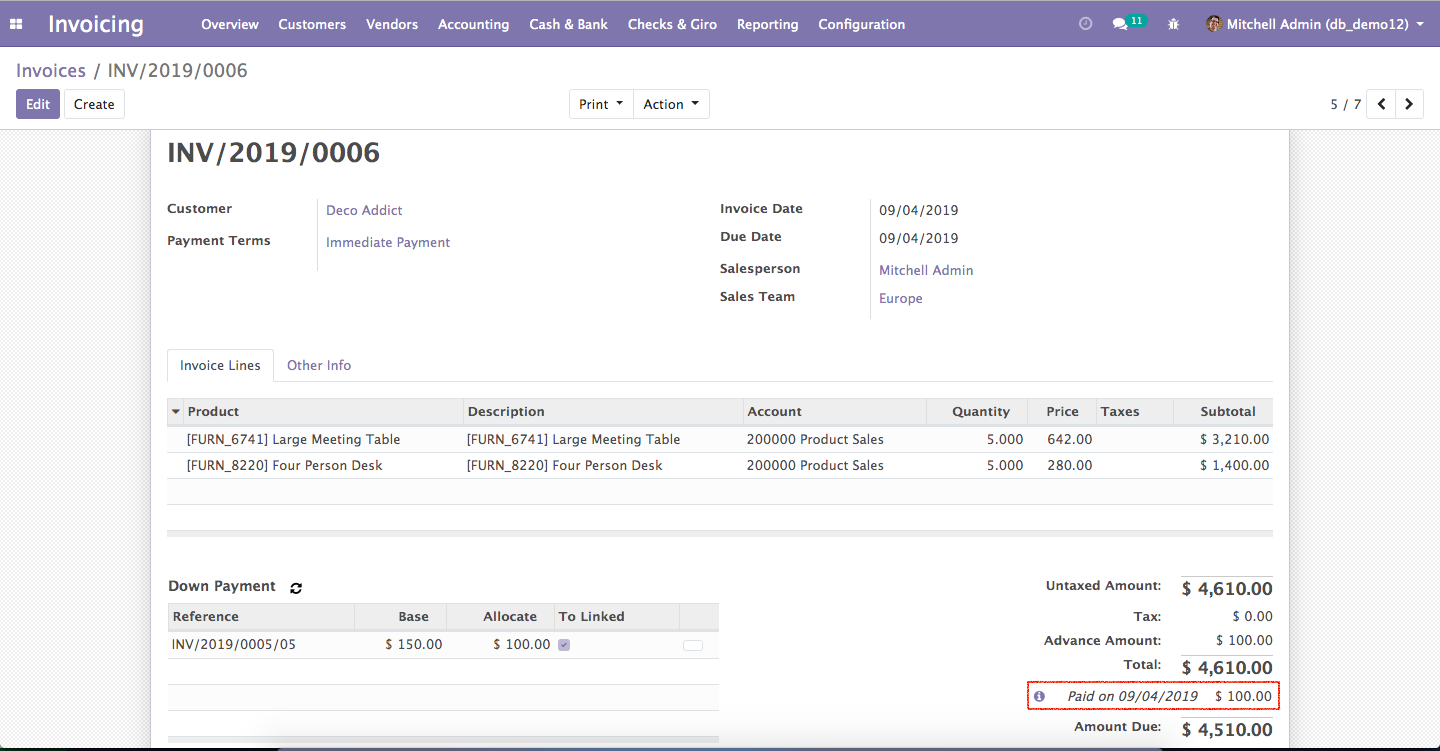 Invoicing Overview Customers Vendors Accounting Cash & Bank Checks & Giro Reporting Configuration 11 Mitchell Admin (db_demo12)
Invoices / INV/2019/0006
Edit Create Print Action 5 / 7
INV/2019/0006
Customer Deco Addict Invoice Date 09/04/2019
Payment Terms Immediate Payment Due Date 09/04/2019
Salesperson Mitchell Admin
Sales Team Europe
Invoice Lines Other Info
Product Description Account Quantity Price Taxes Subtotal
[FURN_6741] Large Meeting Table [FURN_6741] Large Meeting Table 200000 Product Sales 5.000 642.00 $ 3,210.00
[FURN_8220] Four Person Desk [FURN_8220] Four Person Desk 200000 Product Sales 5.000 280.00 $ 1,400.00
Down Payment Untaxed Amount: $ 4,610.00
Reference Base Allocate To Linked Tax: $ 0.00
INV/2019/0005/05 $ 150.00 $ 100.00 Advance Amount: $ 100.00
Total: $ 4,610.00
Paid on 09/04/2019 $ 100.00
Amount Due: $ 4,510.00